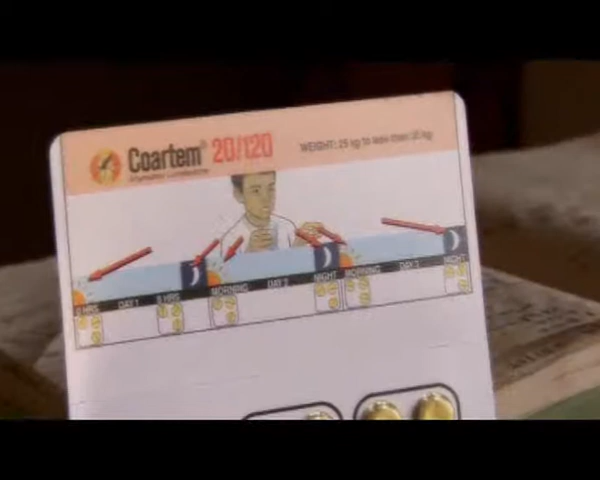 Coartem® 20/120
WEIGHT: 25 kg to less than 35 kg
0 HRS DAY 1 8 HRS MORNING DAY 2 NIGHT MORNING DAY 3 NIGHT